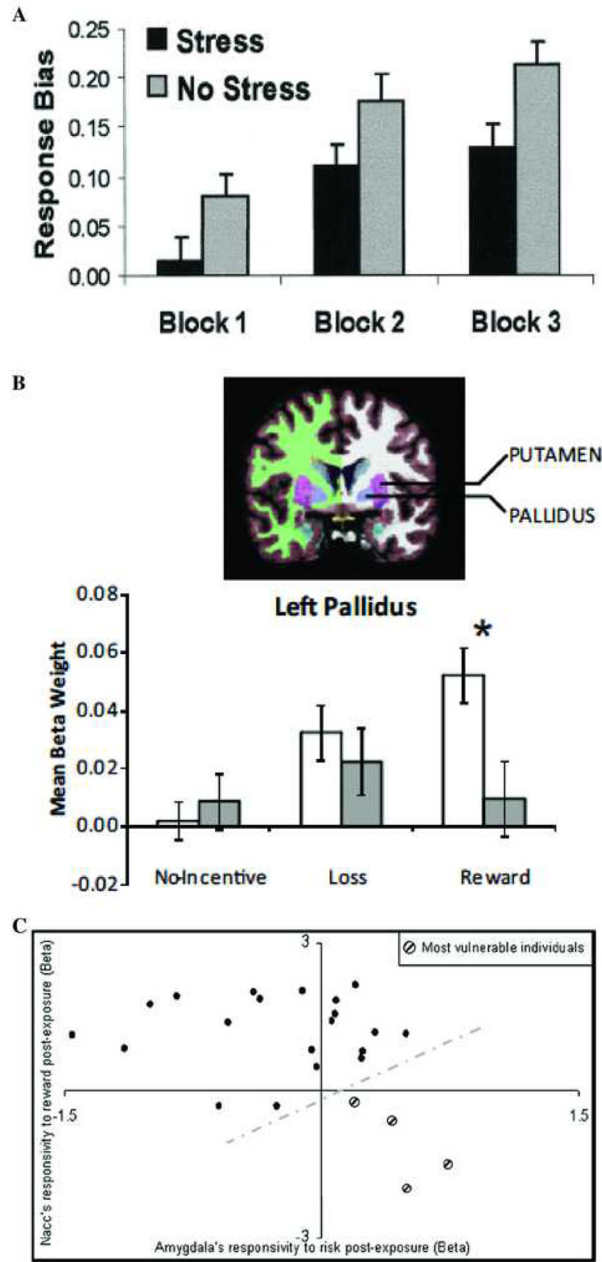 A
Response Bias
0.25
0.20
0.15
0.10
0.05
0.00
Stress
No Stress
Block 1
Block 2
Block 3
B
PUTAMEN
PALLIDUS
Left Pallidus
Mean Beta Weight
0.08
0.06
0.04
0.02
0.00
-0.02
*
No-Incentive
Loss
Reward
C
Nacc's responsivity to reward post-exposure (Beta)
3
Most vulnerable individuals
-1.5
1.5
-3
Amygdala's responsivity to risk post-exposure (Beta)